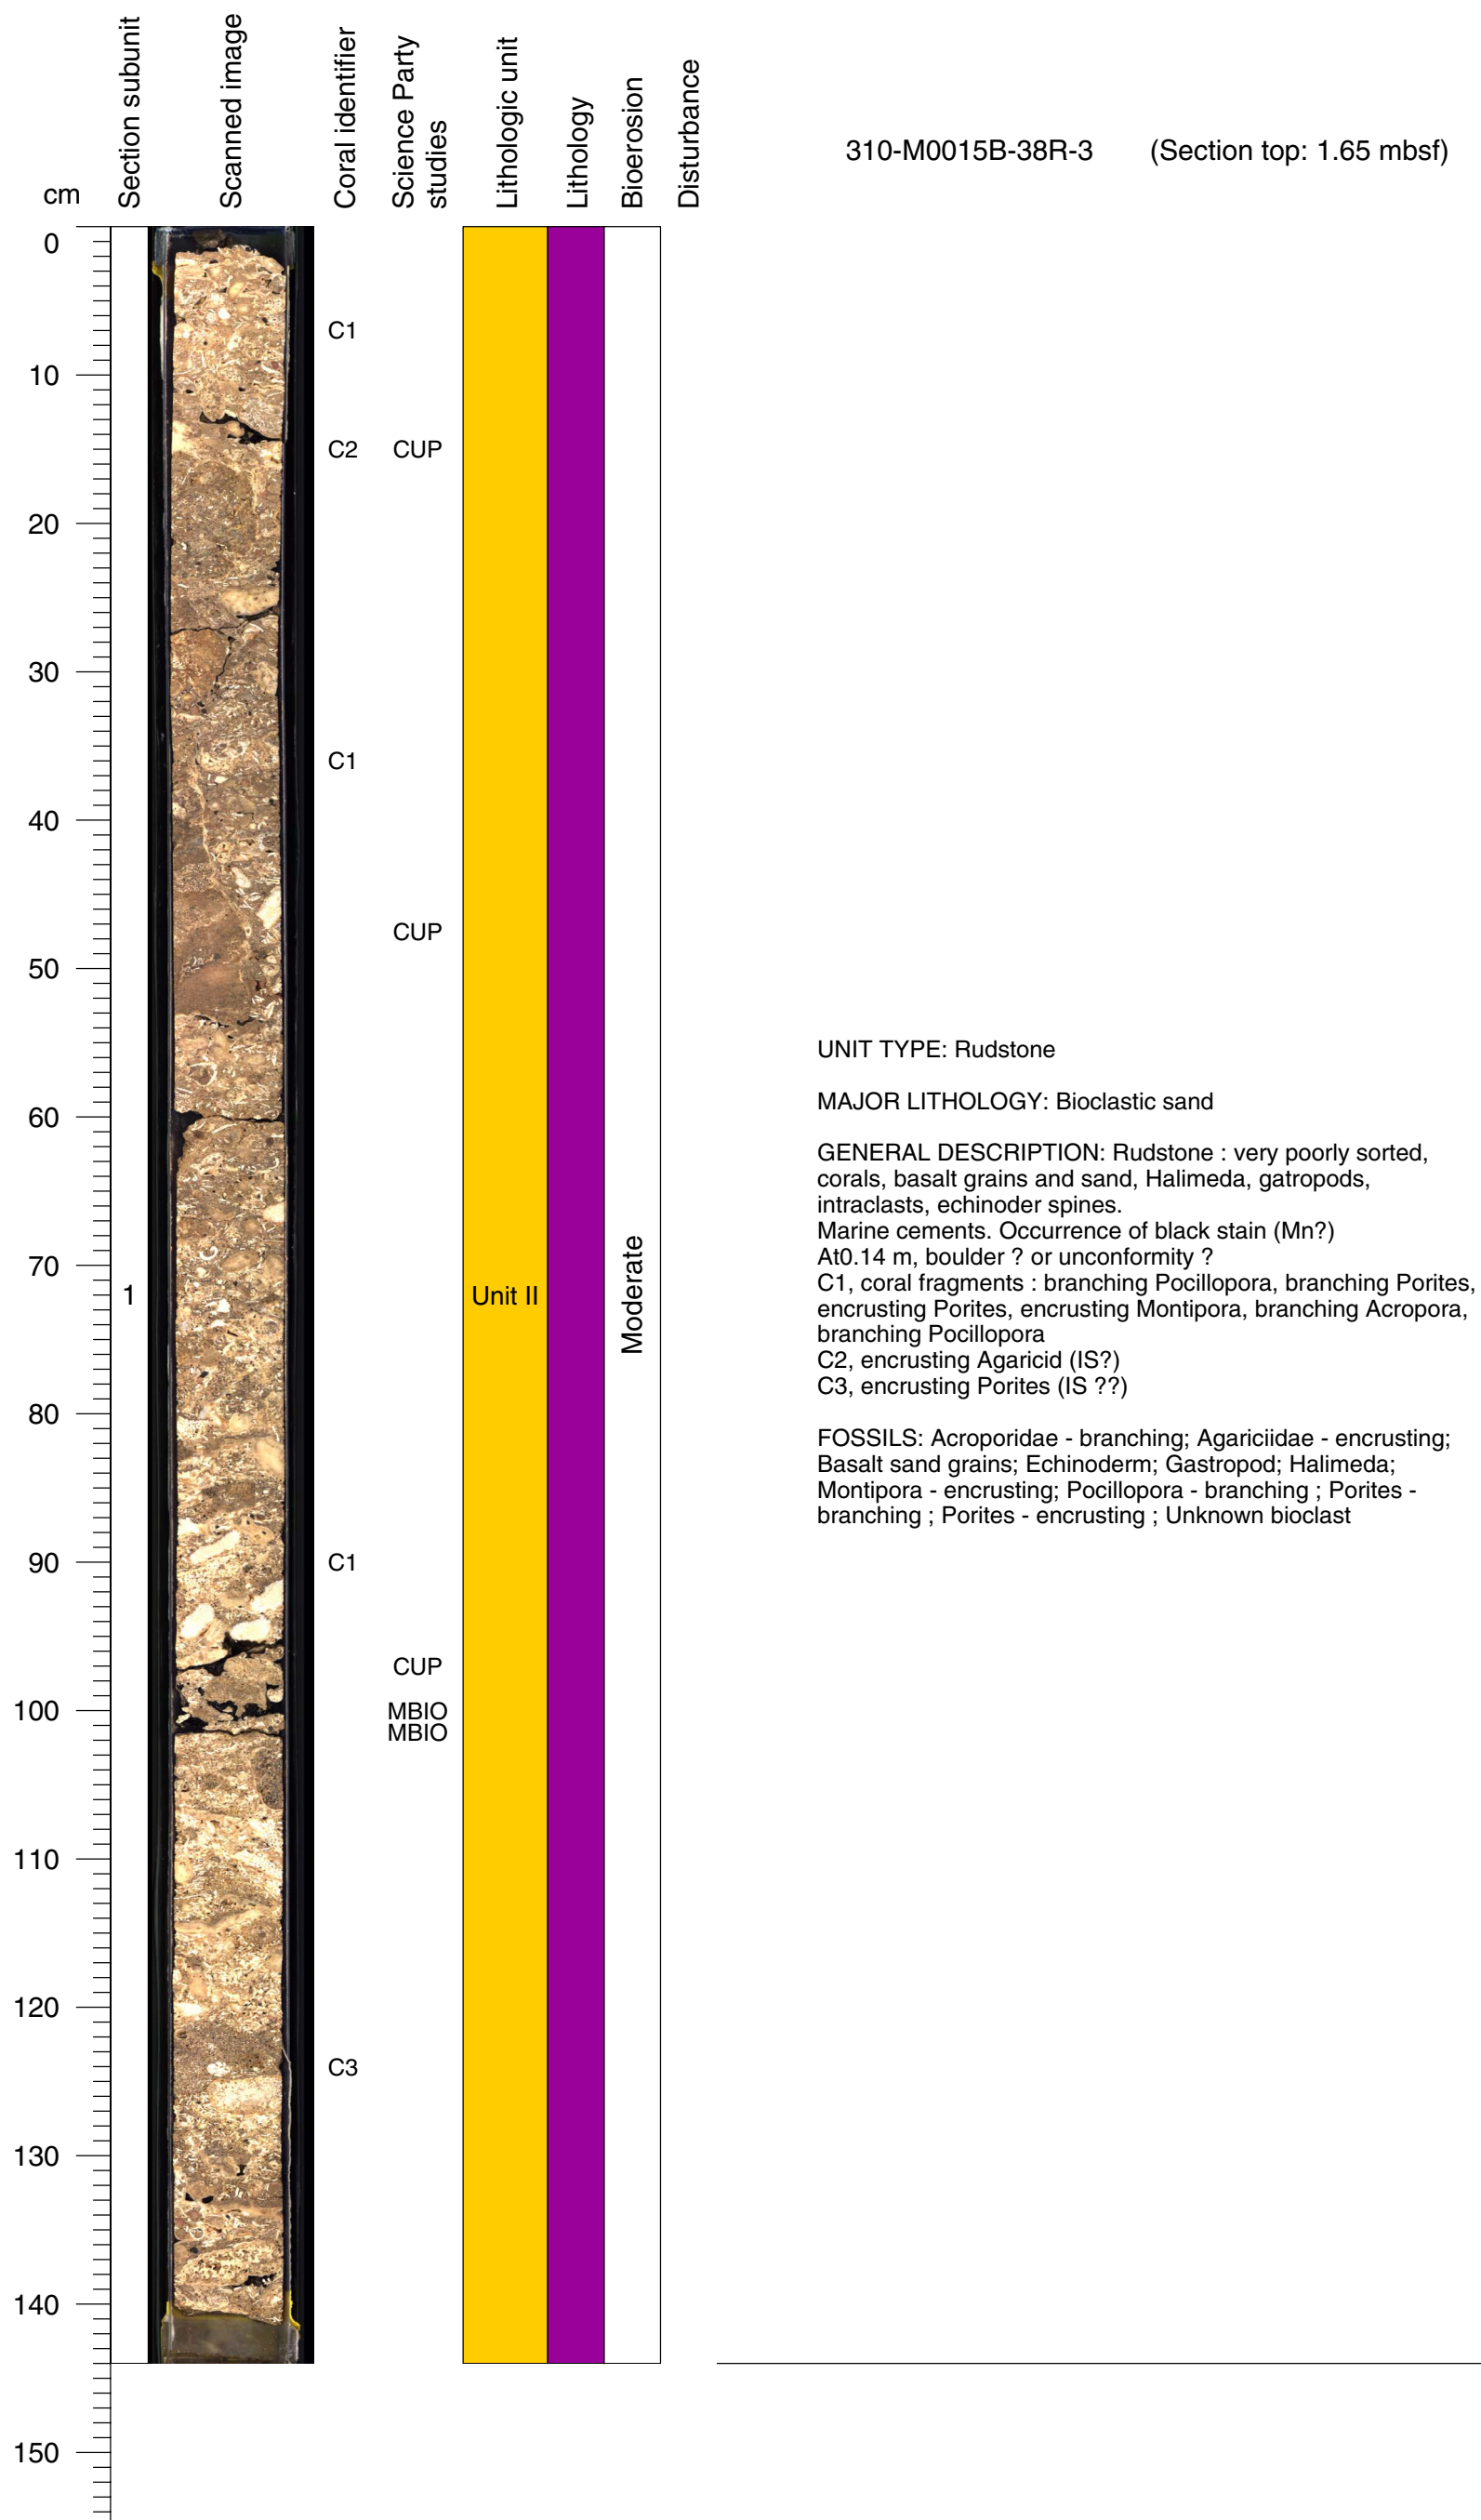 cm
Section subunit
Scanned image
Coral identifier
Science Party
studies
Lithologic unit
Lithology
Bioerosion
Disturbance
310-M0015B-38R-3 (Section top: 1.65 mbsf)
0
C1
10
C2 CUP
20
30
C1
40
CUP
50
60
70
1 Unit II Moderate
80
90 C1
CUP
100 MBIO
MBIO
110
120
C3
130
140
150
UNIT TYPE: Rudstone
MAJOR LITHOLOGY: Bioclastic sand
GENERAL DESCRIPTION: Rudstone : very poorly sorted,
corals, basalt grains and sand, Halimeda, gatropods,
intraclasts, echinoder spines.
Marine cements. Occurrence of black stain (Mn?)
At0.14 m, boulder ? or unconformity ?
C1, coral fragments : branching Pocillopora, branching Porites,
encrusting Porites, encrusting Montipora, branching Acropora,
branching Pocillopora
C2, encrusting Agaricid (IS?)
C3, encrusting Porites (IS ??)
FOSSILS: Acroporidae - branching; Agariciidae - encrusting;
Basalt sand grains; Echinoderm; Gastropod; Halimeda;
Montipora - encrusting; Pocillopora - branching ; Porites -
branching ; Porites - encrusting ; Unknown bioclast